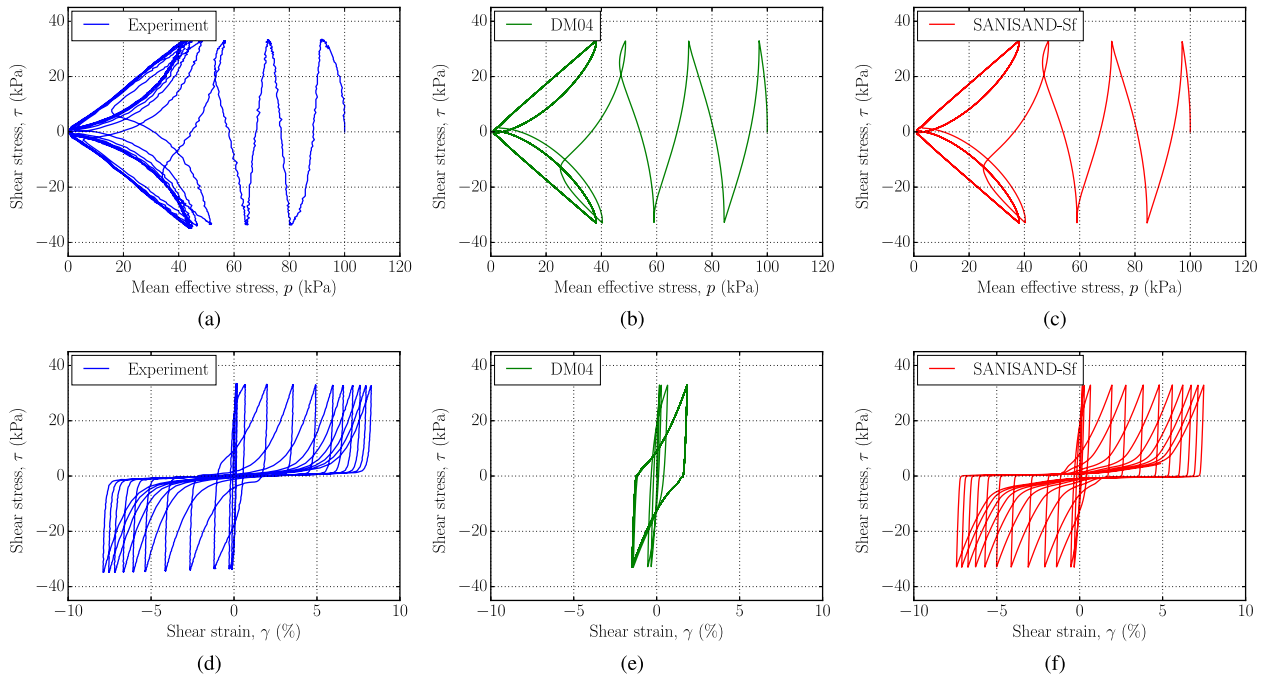 Experiment
DM04
SANISAND-Sf
40
20
0
−20
−40
Shear stress, τ (kPa)
0 20 40 60 80 100 120
Mean effective stress, p (kPa)
(a)
40
20
0
−20
−40
Shear stress, τ (kPa)
0 20 40 60 80 100 120
Mean effective stress, p (kPa)
(b)
40
20
0
−20
−40
Shear stress, τ (kPa)
0 20 40 60 80 100 120
Mean effective stress, p (kPa)
(c)
Experiment
DM04
SANISAND-Sf
40
20
0
−20
−40
Shear stress, τ (kPa)
−10 −5 0 5 10
Shear strain, γ (%)
(d)
40
20
0
−20
−40
Shear stress, τ (kPa)
−10 −5 0 5 10
Shear strain, γ (%)
(e)
40
20
0
−20
−40
Shear stress, τ (kPa)
−10 −5 0 5 10
Shear strain, γ (%)
(f)